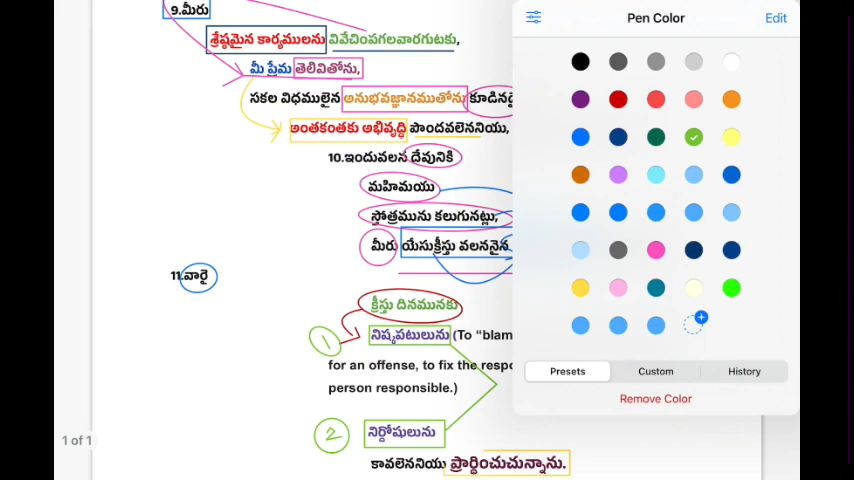 9.మీరు
శ్రేష్ఠమైన కార్యములను వివేచింపగలవారగుటకు,
మీ ప్రేమ తెలివితోను,
సకల విధములైన అనుభవజ్ఞానముతోను
అంతకంతకు అభివృద్ధి పొందవలెననియు,
10.ఇందువలన దేవునికి
మహిమయు
స్తోత్రమును కలుగునట్లు,
మీరు యేసుక్రీస్తు వలననైన
11.వారై
క్రీస్తు దినమునకు
1 నిష్కపటులును (To “blam
for an offense, to fix the
person responsible.)
2 నిర్దోషులును
కావలెననియు ప్రార్థించుచున్నాను.
1 of 1
Pen Color
Edit
Presets Custom History
Remove Color